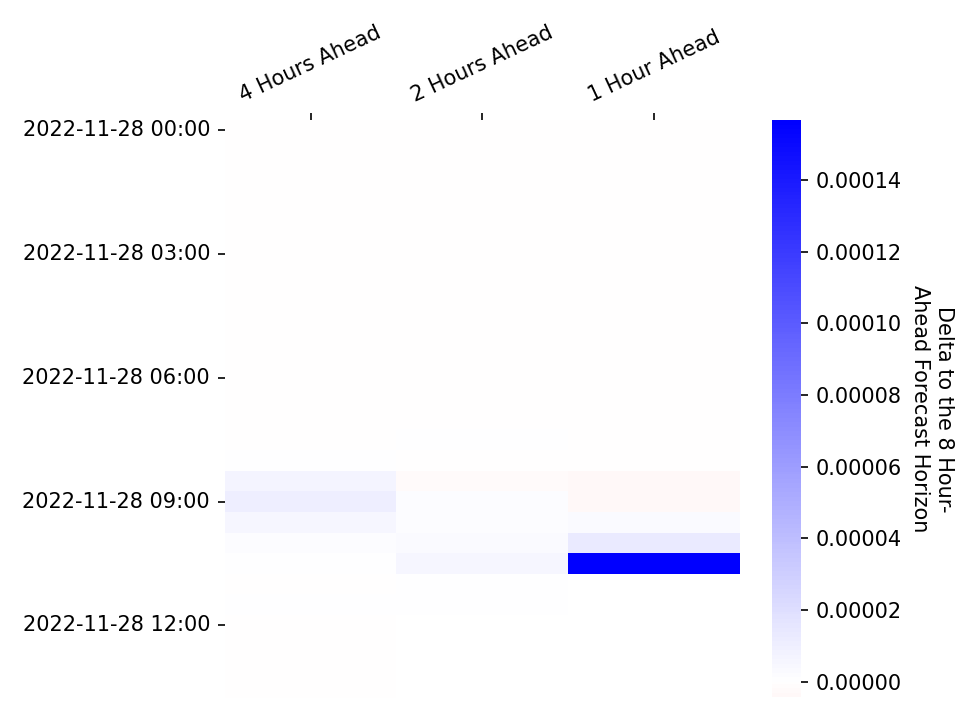 4 Hours Ahead
2 Hours Ahead
1 Hour Ahead
2022-11-28 00:00
2022-11-28 03:00
2022-11-28 06:00
2022-11-28 09:00
2022-11-28 12:00
0.00014
0.00012
0.00010
0.00008
0.00006
0.00004
0.00002
0.00000
Delta to the 8 Hour-
Ahead Forecast Horizon